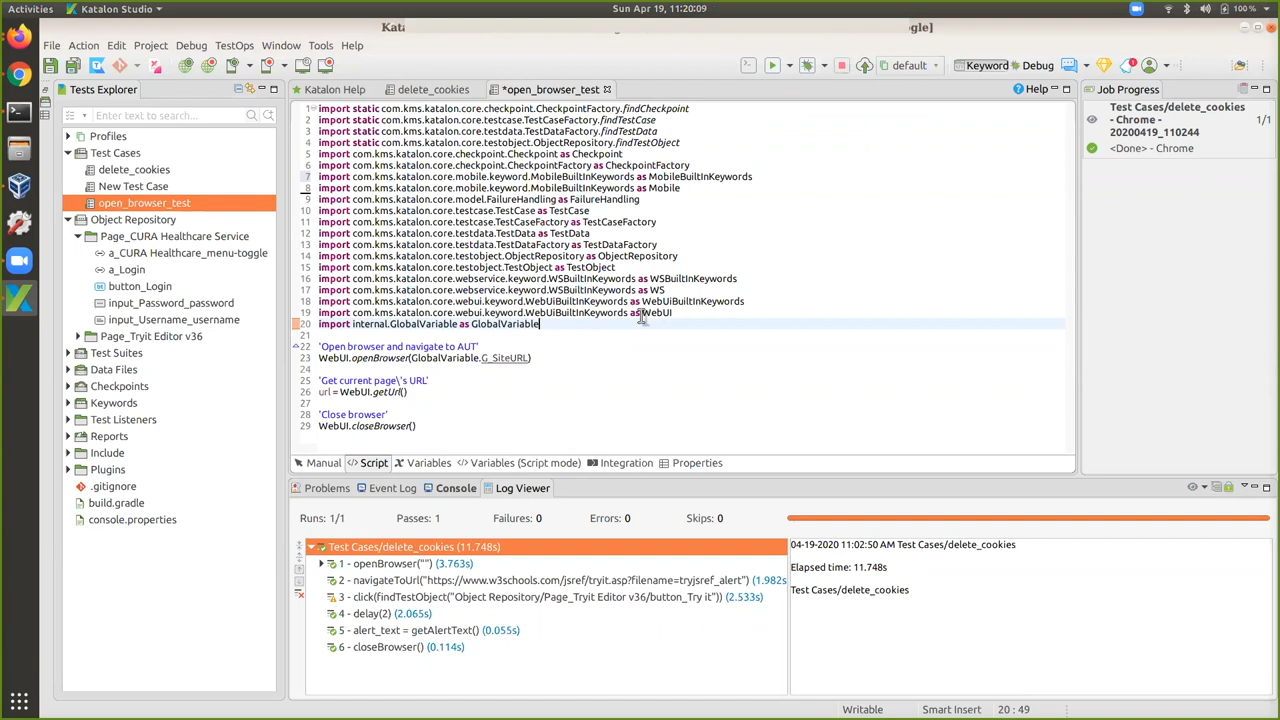 Activities Katalon Studio Sun Apr 19, 11:20:09 100 %
Kata gle]
File Action Edit Project Debug TestOps Window Tools Help
default Keyword Debug
Tests Explorer
Enter text to search...
Profiles
Test Cases
delete_cookies
New Test Case
open_browser_test
Object Repository
Page_CURA Healthcare Service
a_CURA Healthcare_menu-toggle
a_Login
button_Login
input_Password_password
input_Username_username
Page_Tryit Editor v36
Test Suites
Data Files
Checkpoints
Keywords
Test Listeners
Reports
Include
Plugins
.gitignore
build.gradle
console.properties
Katalon Help delete_cookies *open_browser_test Help
1 import static com.kms.katalon.core.checkpoint.CheckpointFactory.findCheckpoint
2 import static com.kms.katalon.core.testcase.TestCaseFactory.findTestCase
3 import static com.kms.katalon.core.testdata.TestDataFactory.findTestData
4 import static com.kms.katalon.core.testobject.ObjectRepository.findTestObject
5 import com.kms.katalon.core.checkpoint.Checkpoint as Checkpoint
6 import com.kms.katalon.core.checkpoint.CheckpointFactory as CheckpointFactory
7 import com.kms.katalon.core.mobile.keyword.MobileBuiltInKeywords as MobileBuiltInKeywords
8 import com.kms.katalon.core.mobile.keyword.MobileBuiltInKeywords as Mobile
9 import com.kms.katalon.core.model.FailureHandling as FailureHandling
10 import com.kms.katalon.core.testcase.TestCase as TestCase
11 import com.kms.katalon.core.testcase.TestCaseFactory as TestCaseFactory
12 import com.kms.katalon.core.testdata.TestData as TestData
13 import com.kms.katalon.core.testdata.TestDataFactory as TestDataFactory
14 import com.kms.katalon.core.testobject.ObjectRepository as ObjectRepository
15 import com.kms.katalon.core.testobject.TestObject as TestObject
16 import com.kms.katalon.core.webservice.keyword.WSBuiltInKeywords as WSBuiltInKeywords
17 import com.kms.katalon.core.webservice.keyword.WSBuiltInKeywords as WS
18 import com.kms.katalon.core.webui.keyword.WebUiBuiltInKeywords as WebUiBuiltInKeywords
19 import com.kms.katalon.core.webui.keyword.WebUiBuiltInKeywords as WebUI
20 import internal.GlobalVariable as GlobalVariable
21
22 'Open browser and navigate to AUT'
23 WebUI.openBrowser(GlobalVariable.G_SiteURL)
24
25 'Get current page\'s URL'
26 url = WebUI.getUrl()
27
28 'Close browser'
29 WebUI.closeBrowser()
Manual Script Variables Variables (Script mode) Integration Properties
Job Progress
Test Cases/delete_cookies
- Chrome -
20200419_110244
1/1
<Done> - Chrome
Problems Event Log Console Log Viewer
Runs: 1/1 Passes: 1 Failures: 0 Errors: 0 Skips: 0
Test Cases/delete_cookies (11.748s)
1 - openBrowser("") (3.763s)
2 - navigateToUrl("https://www.w3schools.com/jsref/tryit.asp?filename=tryjsref_alert") (1.982s
3 - click(findTestObject("Object Repository/Page_Tryit Editor v36/button_Try it")) (2.533s)
4 - delay(2) (2.065s)
5 - alert_text = getAlertText() (0.055s)
6 - closeBrowser() (0.114s)
04-19-2020 11:02:50 AM Test Cases/delete_cookies
Elapsed time: 11.748s
Test Cases/delete_cookies
Writable Smart Insert 20 : 49